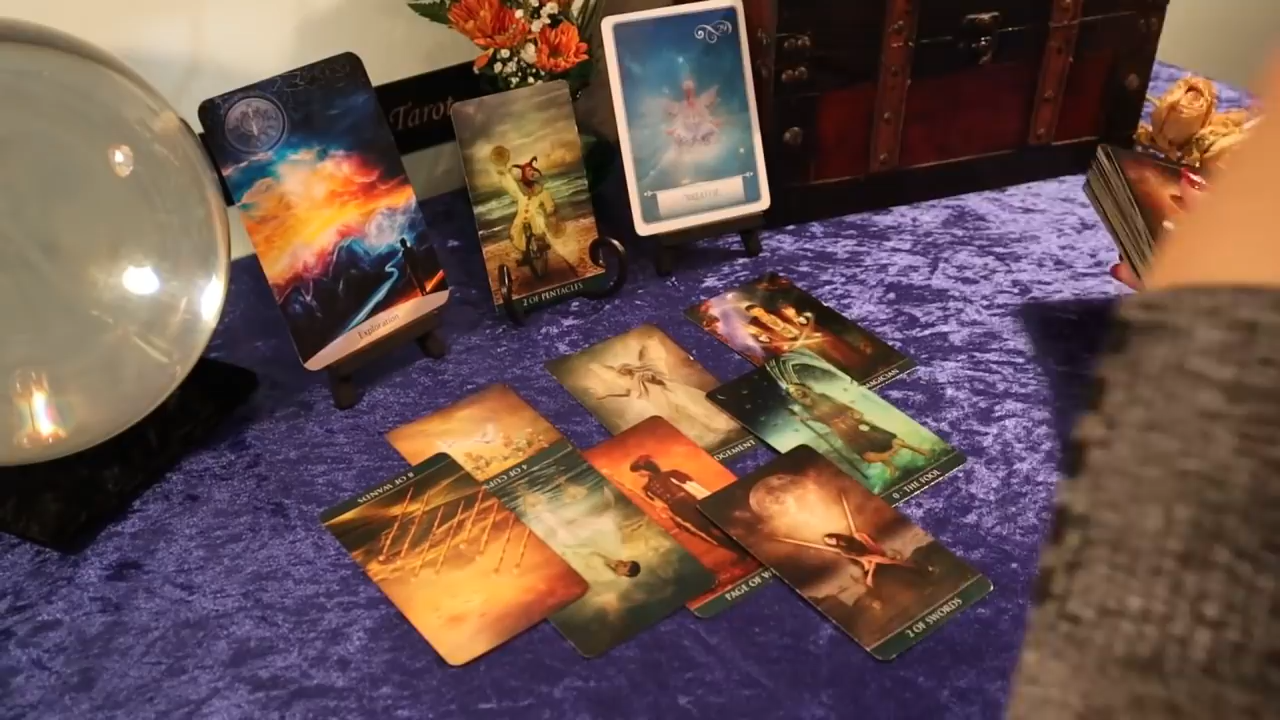 Tarot
29
Exploration
2 OF PENTACLES
MAGICIAN
JUDGEMENT
0 - THE FOOL
4 OF CUPS
8 OF WANDS
PAGE OF W
2 OF SWORDS